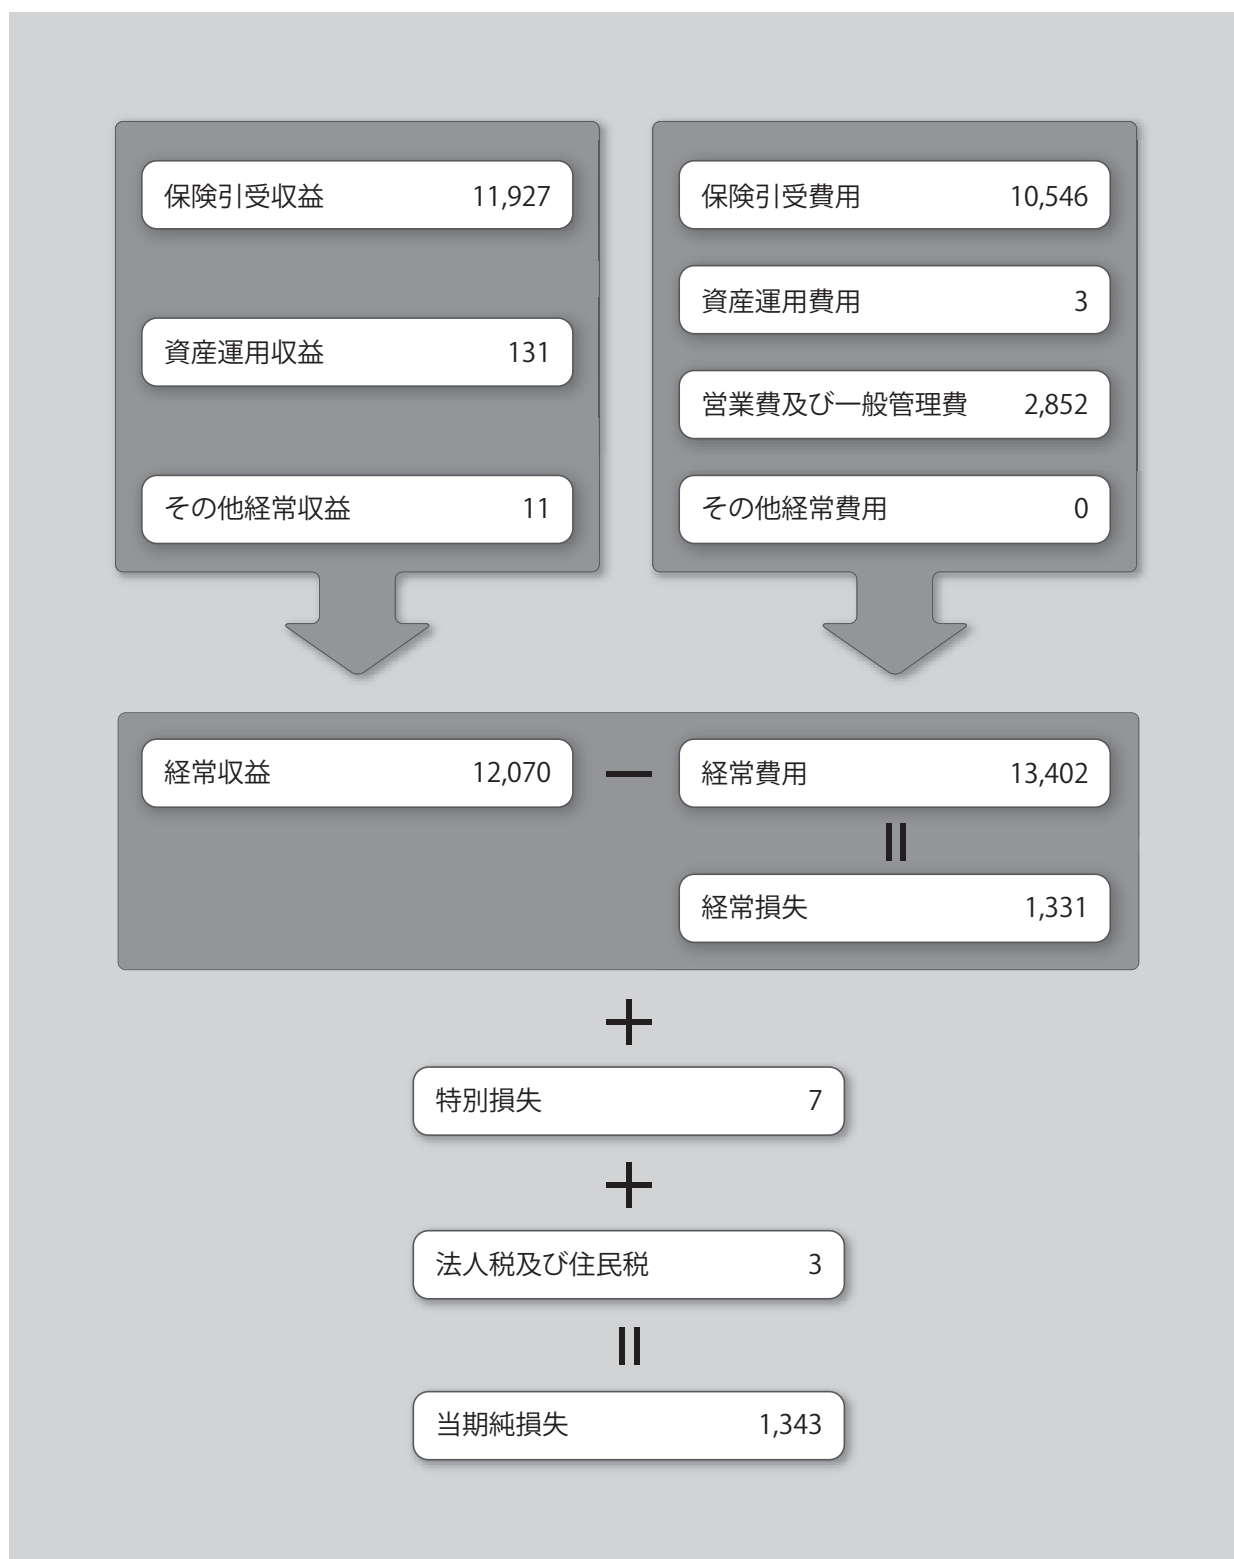 保険引受収益 11,927
資産運用収益 131
その他経常収益 11
保険引受費用 10,546
資産運用費用 3
営業費及び一般管理費 2,852
その他経常費用 0
経常収益 12,070 － 経常費用 13,402
＝
経常損失 1,331
＋
特別損失 7
＋
法人税及び住民税 3
＝
当期純損失 1,343